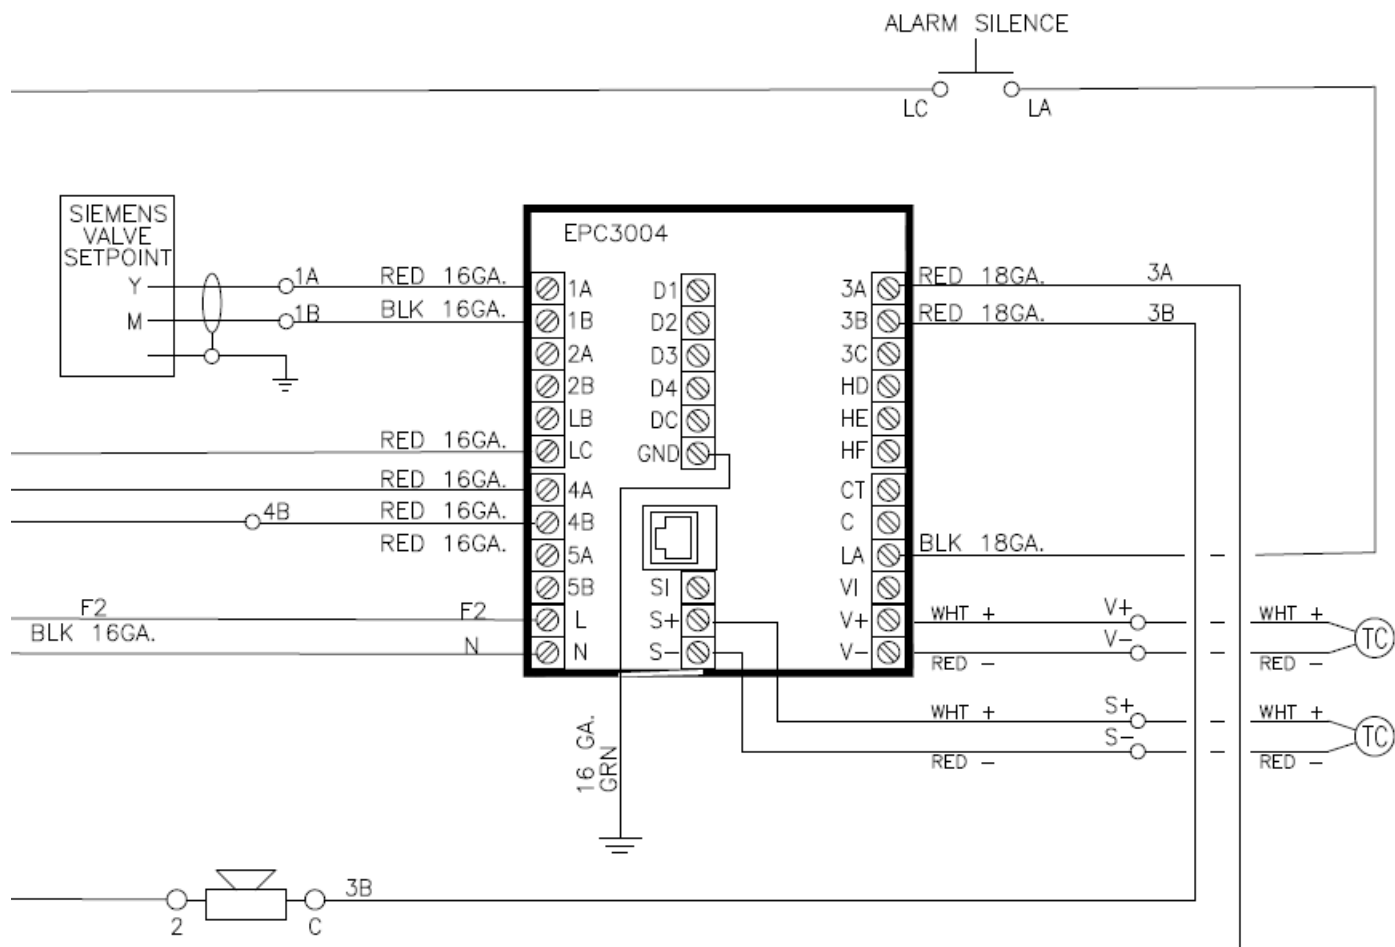 ALARM SILENCE
LC
LA
SIEMENS
VALVE
SETPOINT
Y
M
1A
RED 16GA.
1B
BLK 16GA.
EPC3004
1A
1B
2A
2B
LB
LC
4A
4B
5A
5B
L
N
D1
D2
D3
D4
DC
GND
SI
S+
S−
3A
3B
3C
HD
HE
HF
CT
C
LA
VI
V+
V−
RED 18GA.
3A
RED 18GA.
3B
RED 16GA.
RED 16GA.
4B
RED 16GA.
RED 16GA.
F2
F2
BLK 16GA.
N
BLK 18GA.
WHT +
V+
WHT +
V−
RED −
RED −
TC
WHT +
S+
WHT +
S−
RED −
RED −
TC
16 GA.
GRN
3B
2
C